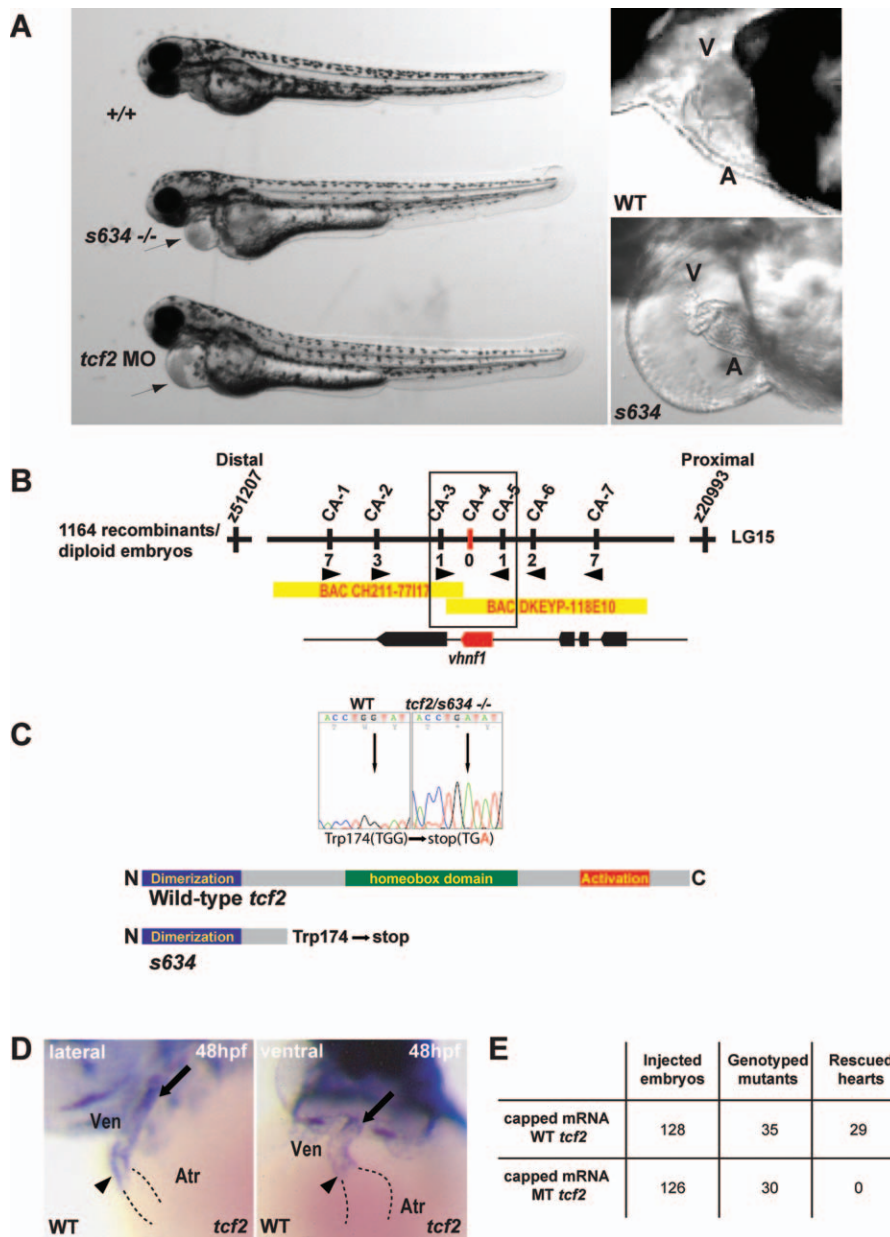 A
+/+
s634 -/-
tcf2 MO
V
A
WT
V
A
s634
B
Distal
Proximal
z51207
CA-1
CA-2
CA-3
CA-4
CA-5
CA-6
CA-7
z20993
1164 recombinants/
diploid embryos
LG15
7 3 1 0 1 2 7
BAC CH211-77I17
BAC DKEYP-118E10
vhnf1
C
WT
tcf2/s634 -/-
A C C T G G T A T
A C C T G A T A T
Trp174(TGG) → stop(TGA)
N Dimerization homeobox domain Activation C
Wild-type tcf2
N Dimerization Trp174 → stop
s634
D
lateral 48hpf
Ven
Atr
WT tcf2
ventral 48hpf
Ven
Atr
WT tcf2
E
Injected embryos Genotyped mutants Rescued hearts
capped mRNA WT tcf2 128 35 29
capped mRNA MT tcf2 126 30 0